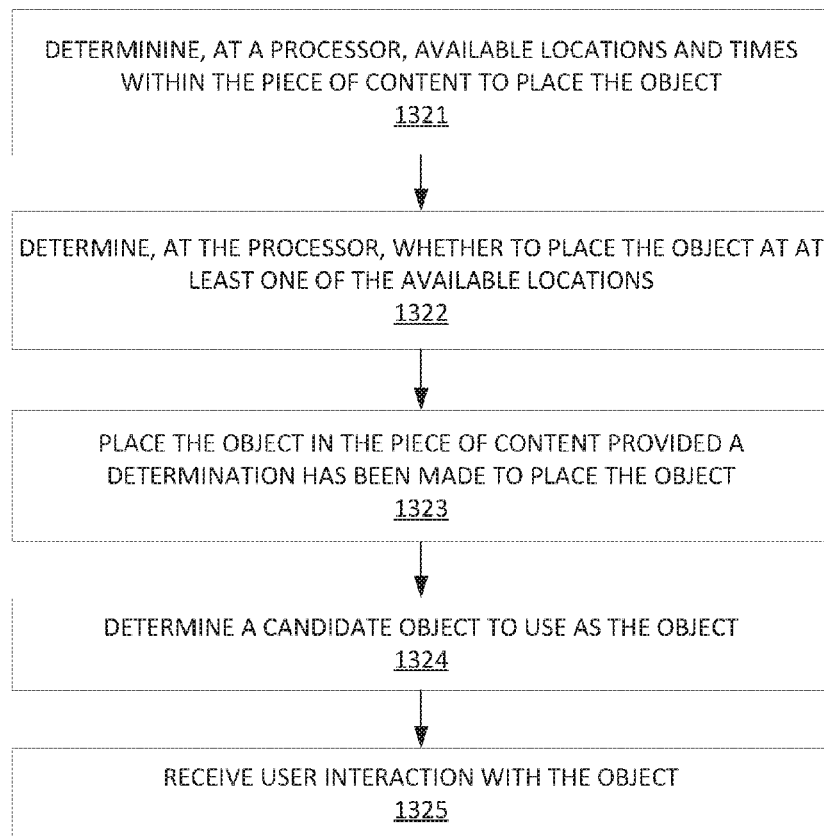 DETERMININE, AT A PROCESSOR, AVAILABLE LOCATIONS AND TIMES
WITHIN THE PIECE OF CONTENT TO PLACE THE OBJECT
1321
DETERMINE, AT THE PROCESSOR, WHETHER TO PLACE THE OBJECT AT AT
LEAST ONE OF THE AVAILABLE LOCATIONS
1322
PLACE THE OBJECT IN THE PIECE OF CONTENT PROVIDED A
DETERMINATION HAS BEEN MADE TO PLACE THE OBJECT
1323
DETERMINE A CANDIDATE OBJECT TO USE AS THE OBJECT
1324
RECEIVE USER INTERACTION WITH THE OBJECT
1325